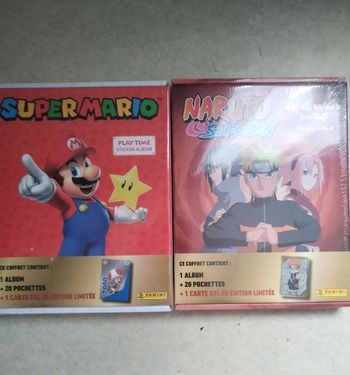 SUPER MARIO
PLAY TIME
STICKER ALBUM
CE COFFRET CONTIENT :
1 ALBUM
+ 20 POCHETTES
+ 1 CARTE XXL EN ÉDITION LIMITÉE
TOAD
PANINI
NARUTO
SHIPPUDEN
CE COFFRET CONTIENT :
1 ALBUM
+ 20 POCHETTES
+ 1 CARTE XXL EN ÉDITION LIMITÉE
PANINI